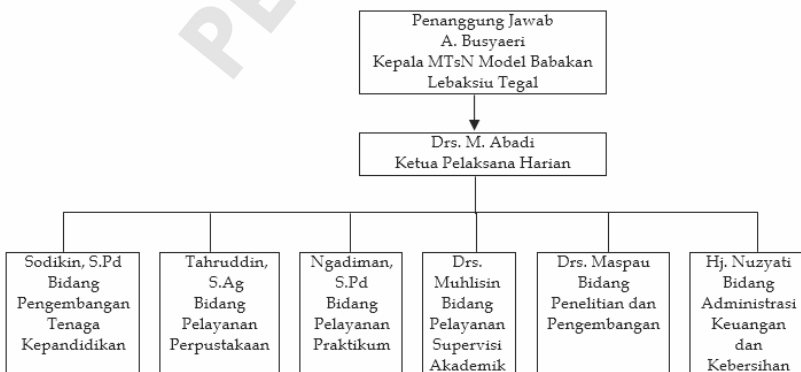 Penanggung Jawab
A. Busyaeri
Kepala MTsN Model Babakan
Lebaksiu Tegal
Drs. M. Abadi
Ketua Pelaksana Harian
Sodikin, S.Pd
Bidang
Pengembangan
Tenaga
Kepandidikan
Tahruddin,
S.Ag
Bidang
Pelayanan
Perpustakaan
Ngadiman,
S.Pd
Bidang
Pelayanan
Praktikum
Drs.
Muhlisin
Bidang
Pelayanan
Supervisi
Akademik
Drs. Maspau
Bidang
Penelitian dan
Pengembangan
Hj. Nuzyati
Bidang
Administrasi
Keuangan
dan
Kebersihan